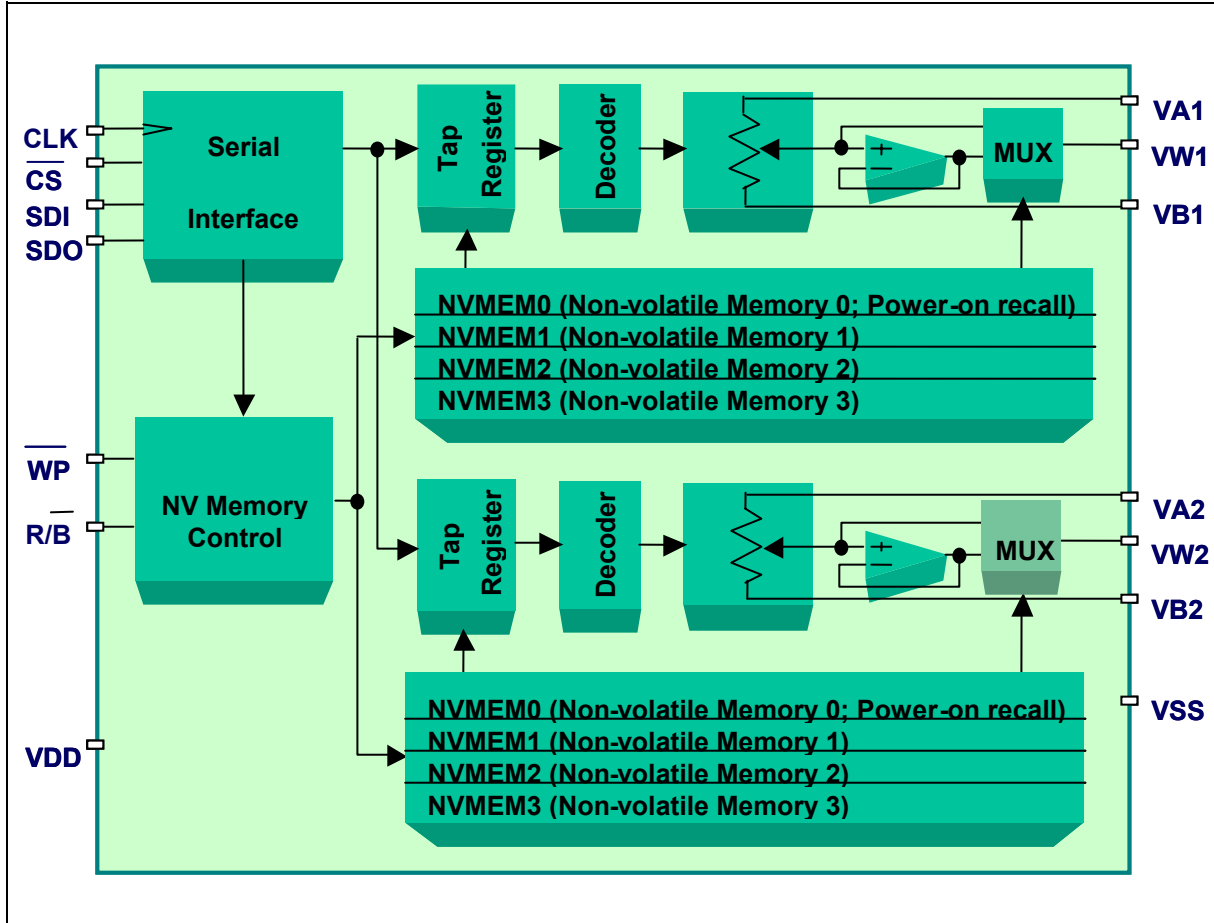 CLK
CS
SDI
SDO
Serial
Interface
Tap
Register
Decoder
+
−
MUX
VA1
VW1
VB1
NVMEM0 (Non-volatile Memory 0; Power-on recall)
NVMEM1 (Non-volatile Memory 1)
NVMEM2 (Non-volatile Memory 2)
NVMEM3 (Non-volatile Memory 3)
WP
R/B
NV Memory
Control
Tap
Register
Decoder
+
−
MUX
VA2
VW2
VB2
NVMEM0 (Non-volatile Memory 0; Power-on recall)
NVMEM1 (Non-volatile Memory 1)
NVMEM2 (Non-volatile Memory 2)
NVMEM3 (Non-volatile Memory 3)
VDD
VSS